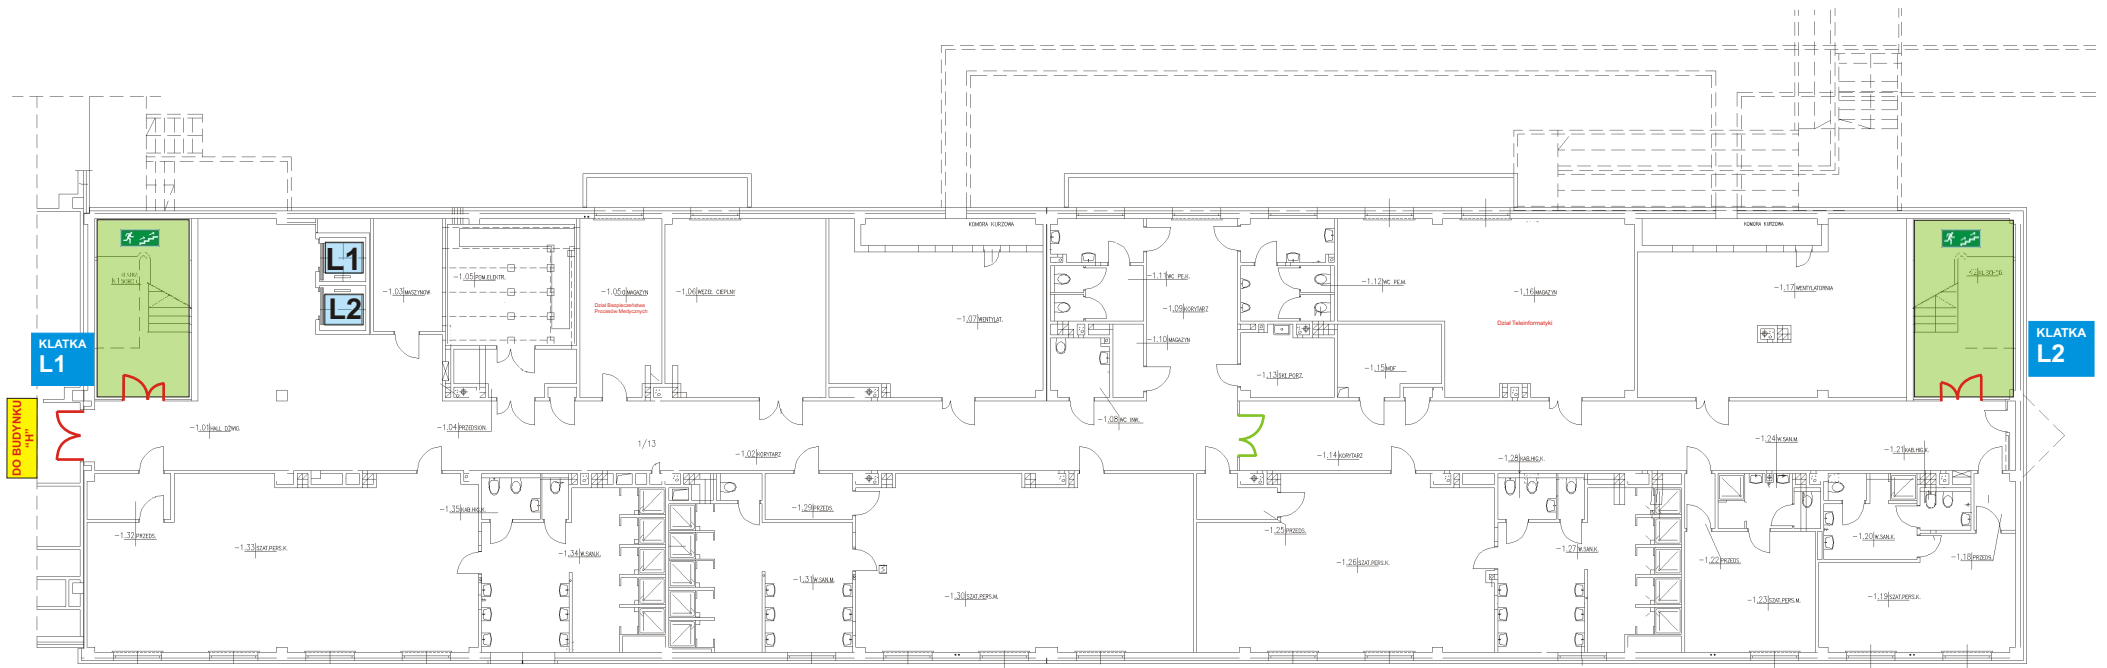 KOMORA KURZOWA
KOMORA KURZOWA
L1
L2
-1.03 MASZYNOW.
-1.05 POM.ELEKTR.
-1.05a MAGAZYN
Dział Bezpieczeństwa
Procesów Medycznych
-1.06 WĘZEŁ CIEPLNY
-1.07 WENTYLAT.
-1.11 WC PER.K.
-1.09 KORYTARZ
-1.10 MAGAZYN
-1.12 WC PE.M.
-1.16 MAGAZYN
Dział Teleinformatyki
-1.17 WENTYLATORNIA
KLATKA
L1
KLATKA
L2
-1.13 SKŁ.PORZ.
-1.15 MDF
DO BUDYNKU
"H"
-1.01 HALL DŹWIG.
-1.04 PRZEDSION.
1/13
-1.02 KORYTARZ
-1.08 WC INW.
-1.14 KORYTARZ
-1.28 KAB.HIG.K.
-1.24 W.SAN.M.
-1.21 KAB.HIG.K.
-1.32 PRZEDS.
-1.33 SZAT.PERS.K.
-1.35 KAB.HIG.K.
-1.34 W.SAN.K.
-1.29 PRZEDS.
-1.31 W.SAN.M.
-1.30 SZAT.PERS.M.
-1.25 PRZEDS.
-1.26 SZAT.PERS.K.
-1.27 W.SAN.K.
-1.22 PRZEDS.
-1.23 SZAT.PERS.M.
-1.20 W.SAN.K.
-1.18 PRZEDS.
-1.19 SZAT.PERS.K.